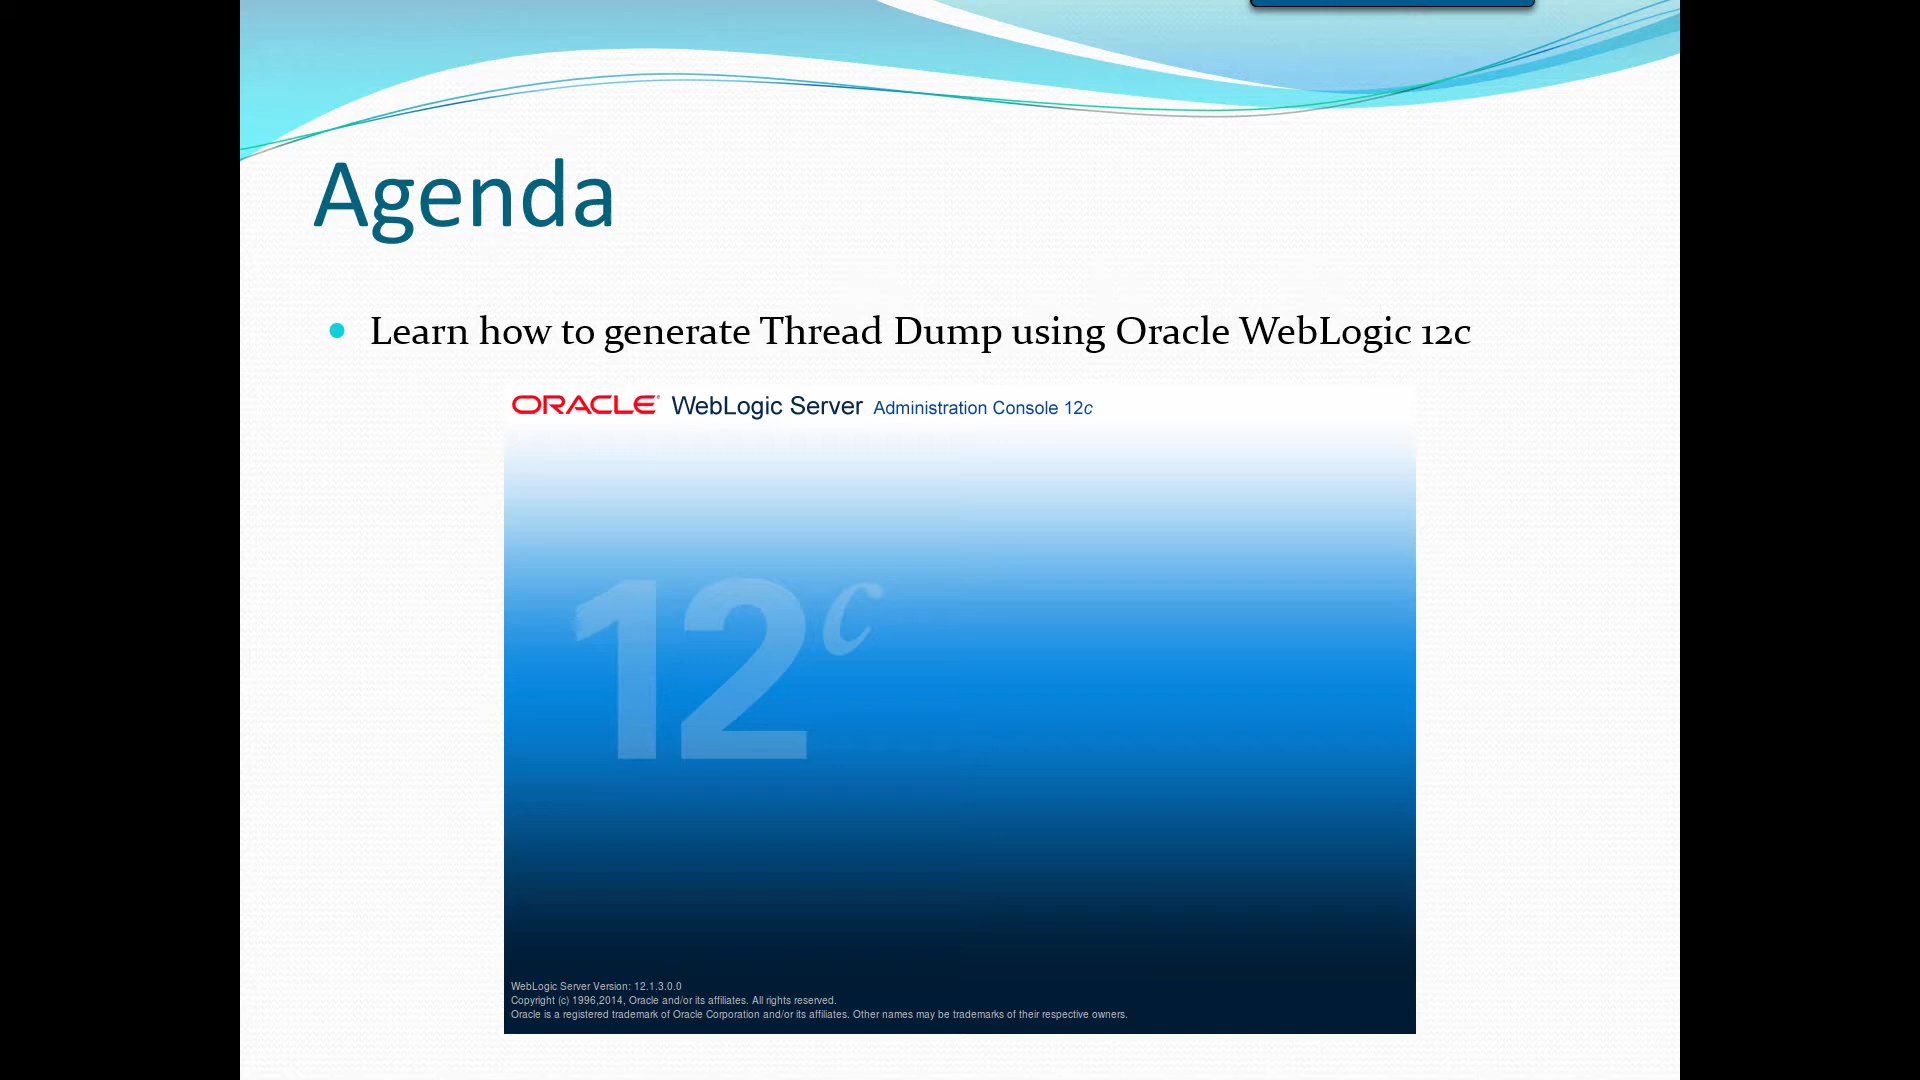 Agenda
Learn how to generate Thread Dump using Oracle WebLogic 12c
ORACLE® WebLogic Server Administration Console 12c
12c
WebLogic Server Version: 12.1.3.0.0
Copyright (c) 1996,2014, Oracle and/or its affiliates. All rights reserved.
Oracle is a registered trademark of Oracle Corporation and/or its affiliates. Other names may be trademarks of their respective owners.